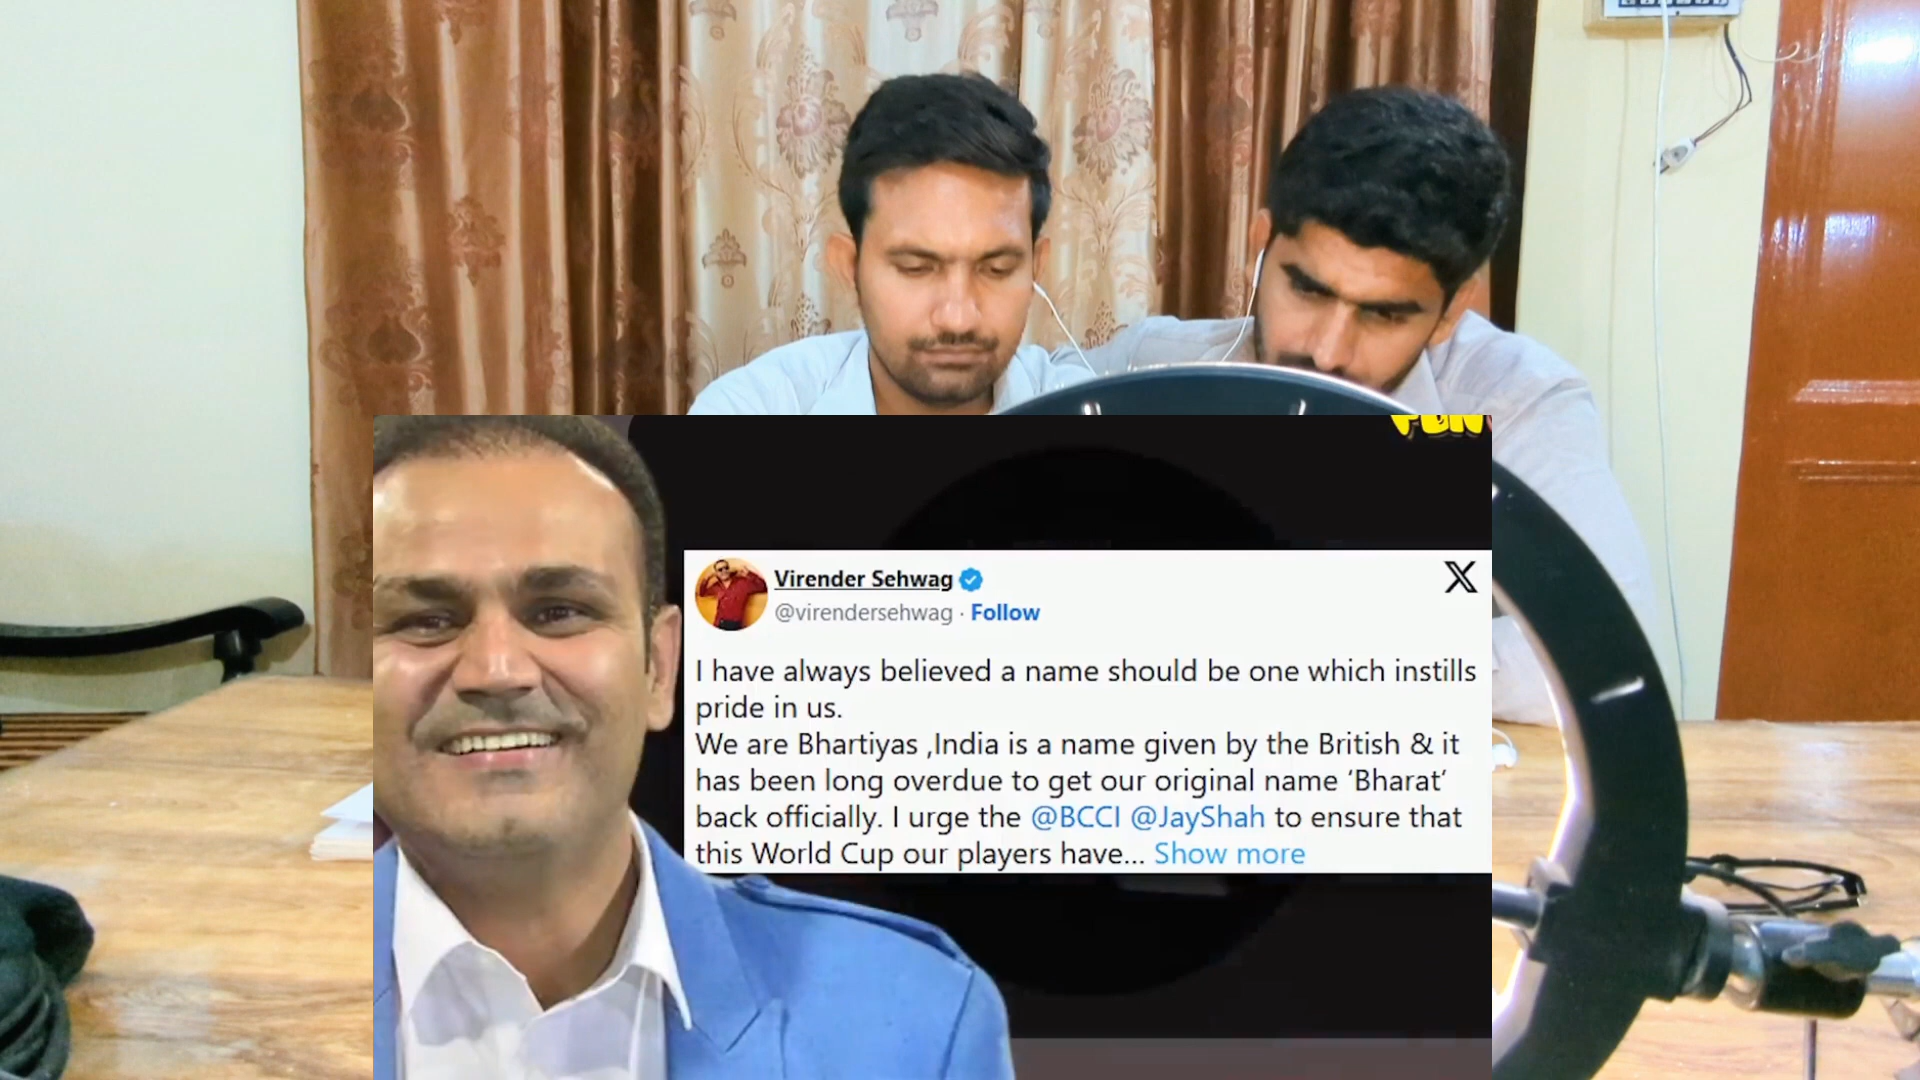 Virender Sehwag
@virendersehwag · Follow
I have always believed a name should be one which instills
pride in us.
We are Bhartiyas ,India is a name given by the British & it
has been long overdue to get our original name ‘Bharat’
back officially. I urge the @BCCI @JayShah to ensure that
this World Cup our players have... Show more